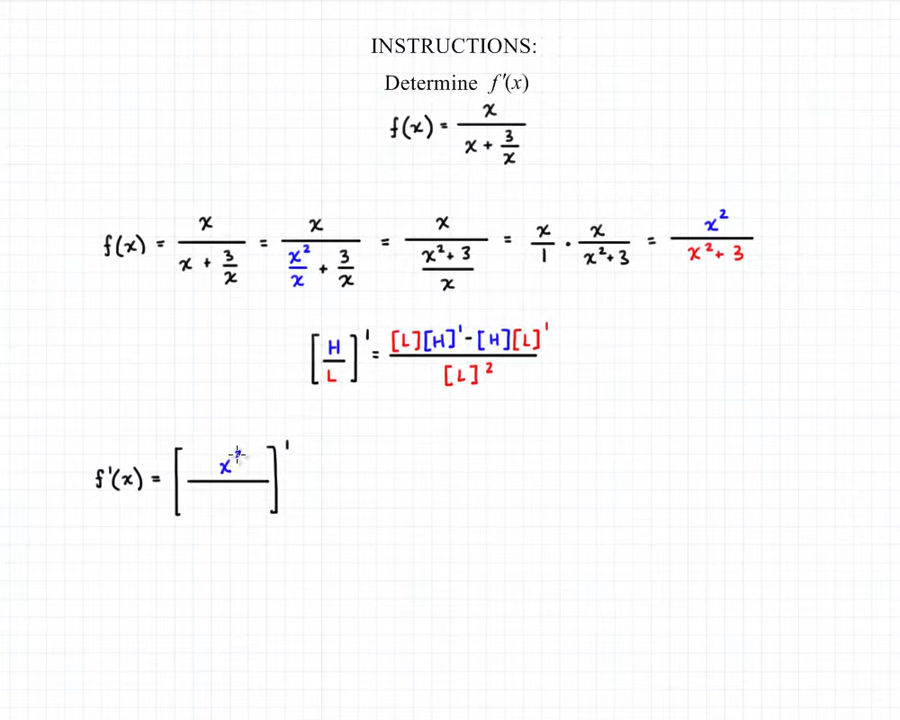 INSTRUCTIONS:
Determine f'(x)
f(x) = x / (x + 3/x)
f(x) = x / (x + 3/x) = x / (x²/x + 3/x) = x / ((x²+3)/x) = x/1 · x/(x²+3) = x²/(x²+3)
[H/L]' = ([L][H]' - [H][L]') / [L]²
f'(x) = [x / ]'